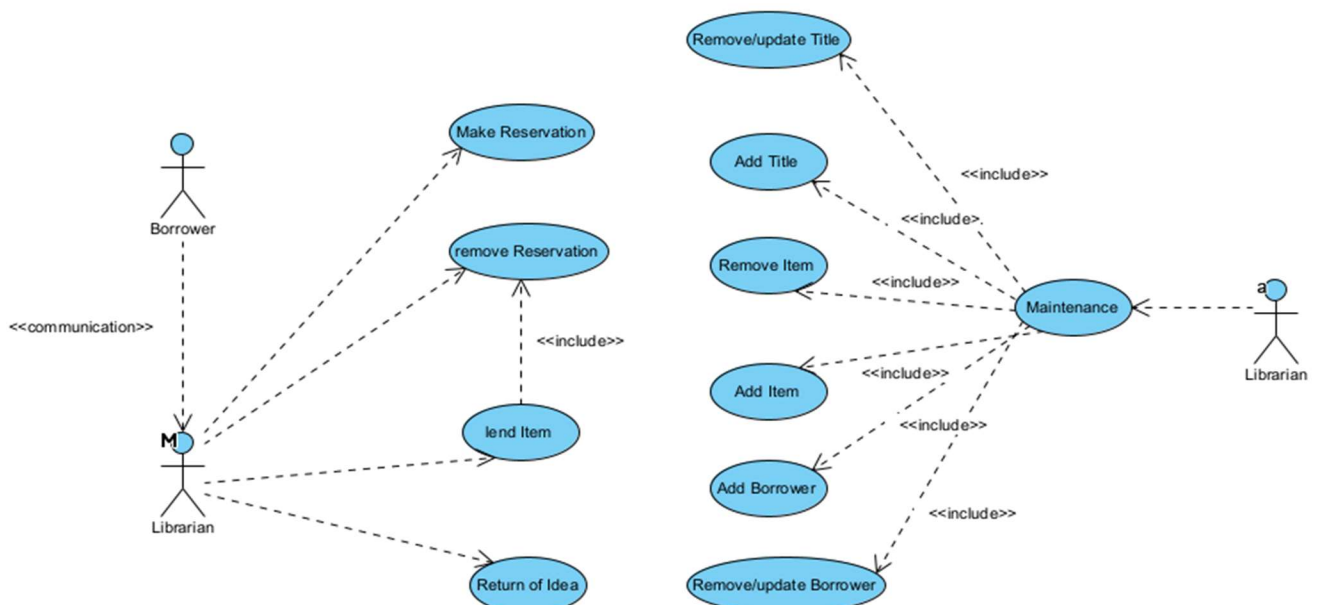 Borrower
<<communication>>
M
Librarian
Make Reservation
remove Reservation
<<include>>
lend Item
Return of Idea
Remove/update Title
<<include>>
Add Title
<<include>
Remove Item
<<include>>
Maintenance
a
Librarian
Add Item
<<include>>
<<include>>
Add Borrower
<<include>>
Remove/update Borrower